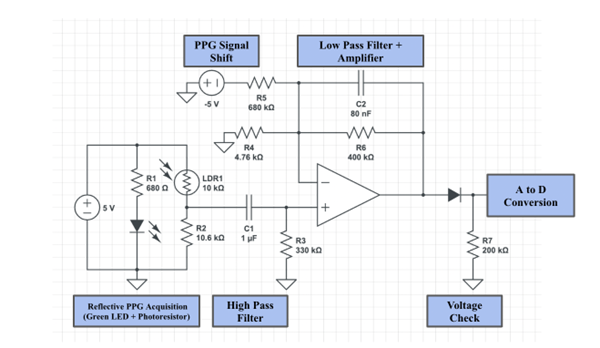 PPG Signal
Shift
Low Pass Filter +
Amplifier
+
-5 V
R5
680 kΩ
C2
80 nF
R4
4.76 kΩ
R6
400 kΩ
R1
680 Ω
LDR1
10 kΩ
+
5 V
−
+
A to D
Conversion
R2
10.6 kΩ
C1
1 µF
R3
330 kΩ
R7
200 kΩ
Reflective PPG Acquisition
(Green LED + Photoresistor)
High Pass
Filter
Voltage
Check